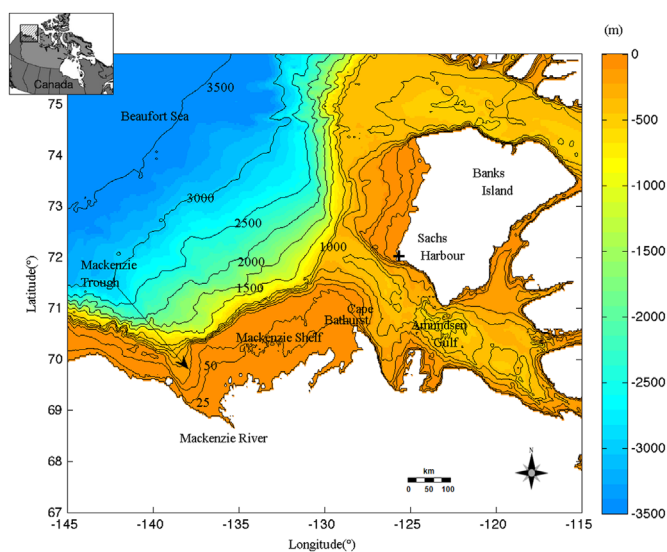 (m)
Canada
3500
75
Beaufort Sea
74
Banks
Island
3000
73
2500
Sachs
Harbour
1000
72
2000
Mackenzie
Trough
1500
71
Cape
Bathurst
Amundsen
Gulf
Mackenzie Shelf
70
50
25
69
Mackenzie River
68
N
km
0 50 100
67
-145
-140
-135
-130
-125
-120
-115
Longitude(°)
Latitude(°)
0
-500
-1000
-1500
-2000
-2500
-3000
-3500